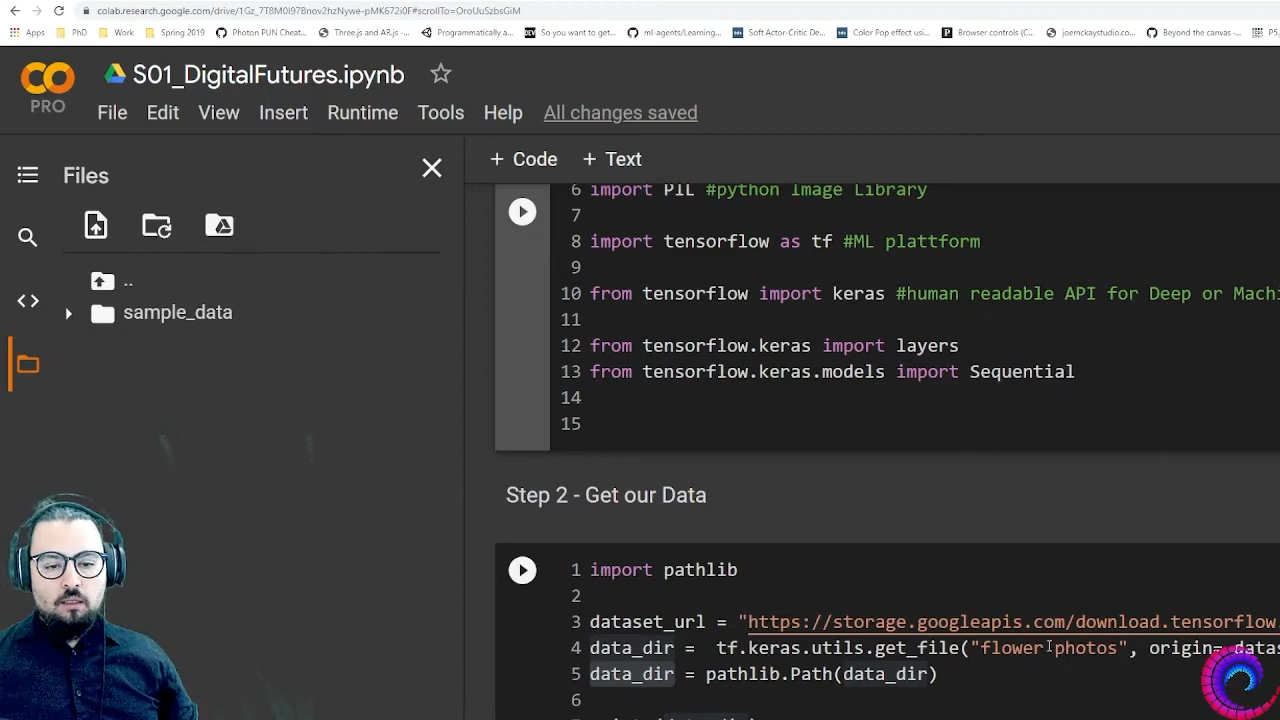 colab.research.google.com/drive/1Gz_7T8M0I97Bnov2hzNywe-pMK672i0F#scrollTo=OroUuSzbsGiM
Apps PhD Work Spring 2019 Photon PUN Cheat... Three.js and AR.js -... Programmatically a... So you want to get... ml-agents/Learning... Soft Actor-Critic De... Color Pop effect using... Browser controls (C... joemckaystudio.co... Beyond the canvas -... P5
CO
PRO
S01_DigitalFutures.ipynb
File Edit View Insert Runtime Tools Help All changes saved
Files
+ Code + Text
..
sample_data
6 import PIL #python Image Library
7
8 import tensorflow as tf #ML plattform
9
10 from tensorflow import keras #human readable API for Deep or Machi
11
12 from tensorflow.keras import layers
13 from tensorflow.keras.models import Sequential
14
15
Step 2 - Get our Data
1 import pathlib
2
3 dataset_url = "https://storage.googleapis.com/download.tensorflow.
4 data_dir = tf.keras.utils.get_file("flower_photos", origin=datas
5 data_dir = pathlib.Path(data_dir)
6